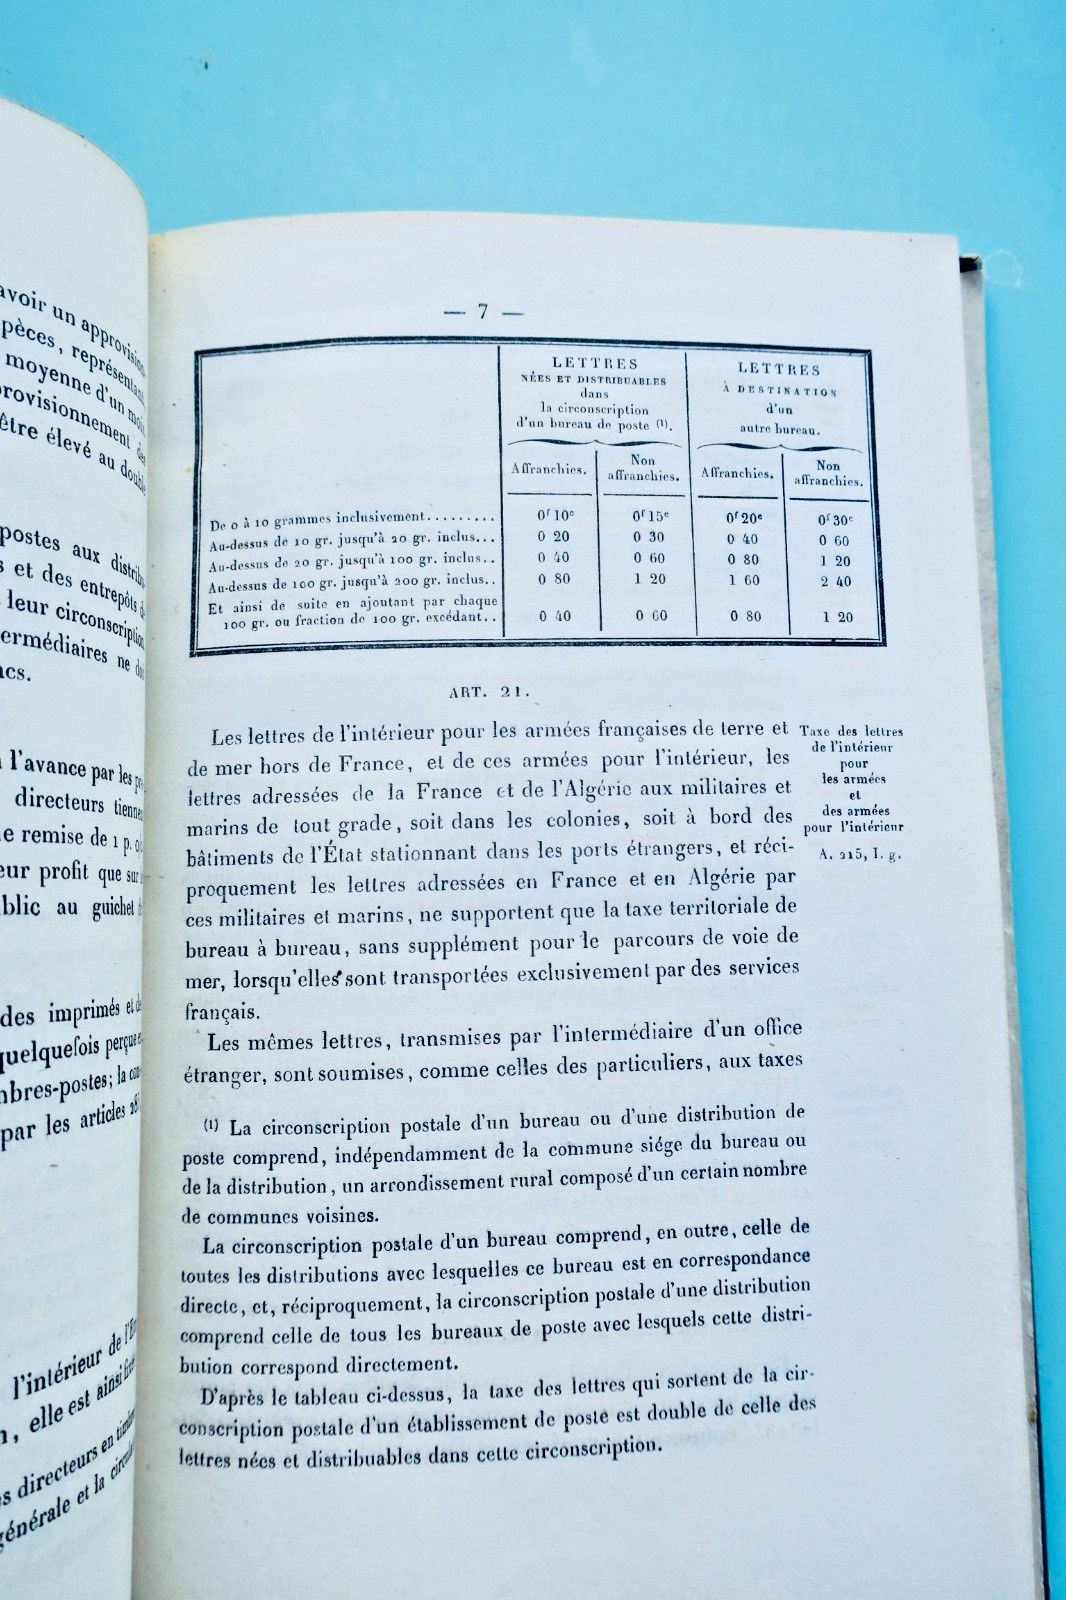 avoir un approvision
pèces, représentant
moyenne d'un mois
provisionnement des
être élevé au double
postes aux distribu
s et des entrepôts d
leur circonscription
termédiaires ne do
ncs.
l'avance par les pr
directeurs tiennen
e remise de 1 p. o/o
eur profit que sur
blic au guichet
des imprimés et de
quelquefois perçue e
mbres-postes; la con
par les articles 28
l'intérieur de l'E
n, elle est ainsi fixée
es directeurs en
générale et la circula
— 7 —
LETTRES
NÉES ET DISTRIBUABLES
dans
la circonscription
d'un bureau de poste (1).
LETTRES
À DESTINATION
d'un
autre bureau.
Affranchies. Non affranchies. Affranchies. Non affranchies.
De 0 à 10 grammes inclusivement......... 0f 10c 0f 15c 0f 20c 0f 30c
Au-dessus de 10 gr. jusqu'à 20 gr. inclus... 0 20 0 30 0 40 0 60
Au-dessus de 20 gr. jusqu'à 100 gr. inclus.. 0 40 0 60 0 80 1 20
Au-dessus de 100 gr. jusqu'à 200 gr. inclus.. 0 80 1 20 1 60 2 40
Et ainsi de suite en ajoutant par chaque
100 gr. ou fraction de 100 gr. excédant.. 0 40 0 60 0 80 1 20
ART. 21.
Les lettres de l'intérieur pour les armées françaises de terre et
de mer hors de France, et de ces armées pour l'intérieur, les
lettres adressées de la France et de l'Algérie aux militaires et
marins de tout grade, soit dans les colonies, soit à bord des
bâtiments de l'État stationnant dans les ports étrangers, et réci-
proquement les lettres adressées en France et en Algérie par
ces militaires et marins, ne supportent que la taxe territoriale de
bureau à bureau, sans supplément pour le parcours de voie de
mer, lorsqu'elles sont transportées exclusivement par des services
français.
Taxe des lettres
de l'intérieur
pour
les armées
et
des armées
pour l'intérieur
A. 215, I. g.
Les mêmes lettres, transmises par l'intermédiaire d'un office
étranger, sont soumises, comme celles des particuliers, aux taxes
(1) La circonscription postale d'un bureau ou d'une distribution de
poste comprend, indépendamment de la commune siége du bureau ou
de la distribution, un arrondissement rural composé d'un certain nombre
de communes voisines.
La circonscription postale d'un bureau comprend, en outre, celle de
toutes les distributions avec lesquelles ce bureau est en correspondance
directe, et, réciproquement, la circonscription postale d'une distribution
comprend celle de tous les bureaux de poste avec lesquels cette distri-
bution correspond directement.
D'après le tableau ci-dessus, la taxe des lettres qui sortent de la cir-
conscription postale d'un établissement de poste est double de celle des
lettres nées et distribuables dans cette circonscription.